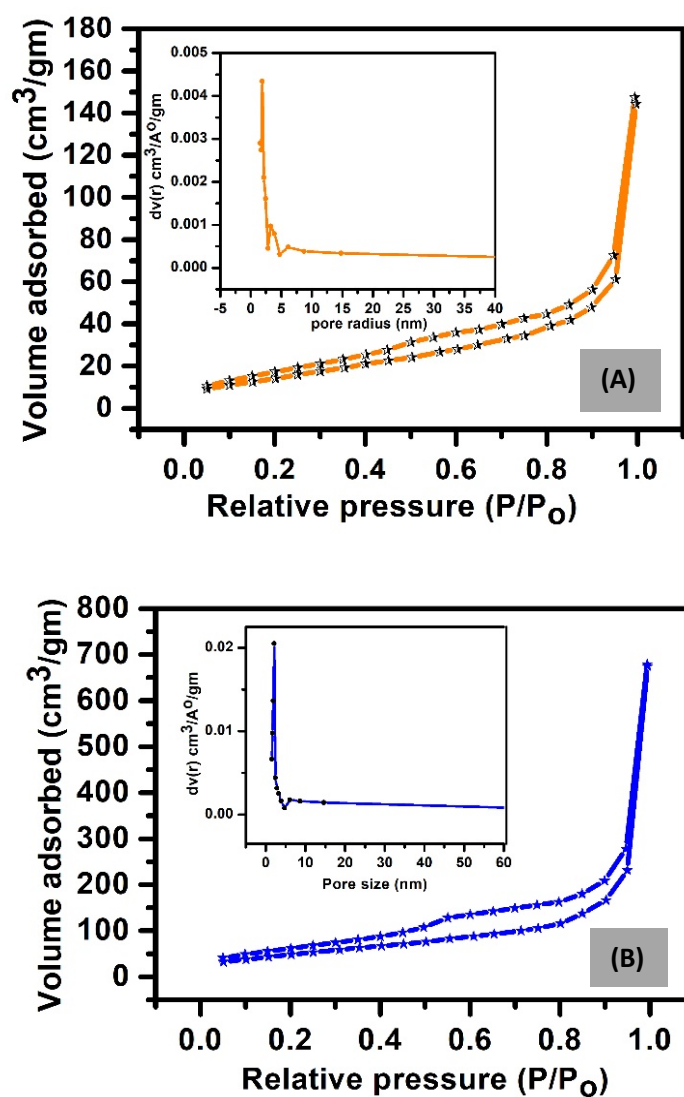 180
160
140
120
100
80
60
40
20
0
Volume adsorbed (cm³/gm)
0.005
0.004
0.003
0.002
0.001
0.000
dv(r) cm³/Aº/gm
-5 0 5 10 15 20 25 30 35 40
pore radius (nm)
(A)
0.0 0.2 0.4 0.6 0.8 1.0
Relative pressure (P/Po)
800
700
600
500
400
300
200
100
0
Volume adsorbed (cm³/gm)
0.02
0.01
0.00
dv(r) cm³/Aº/gm
0 10 20 30 40 50 60
Pore size (nm)
(B)
0.0 0.2 0.4 0.6 0.8 1.0
Relative pressure (P/Po)